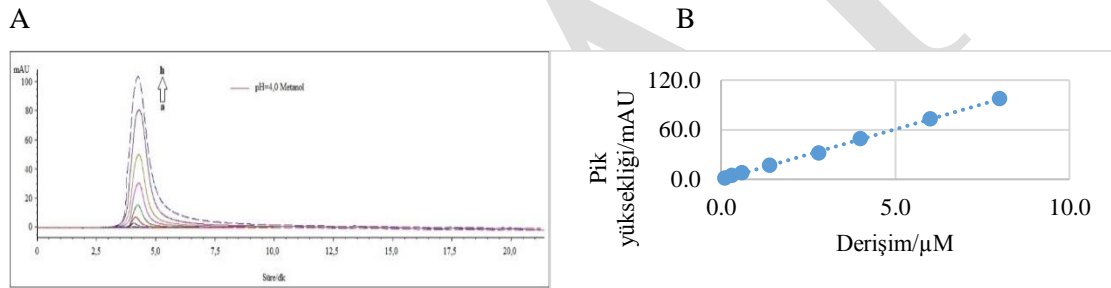 A
B
mAU
100
80
60
40
20
0
h
a
pH=4,0 Metanol
0
2,5
5,0
7,5
10,0
12,5
15,0
17,5
20,0
Süre/dk
Pik
yüksekliği/mAU
120.0
60.0
0.0
0.0
5.0
10.0
Derişim/µM